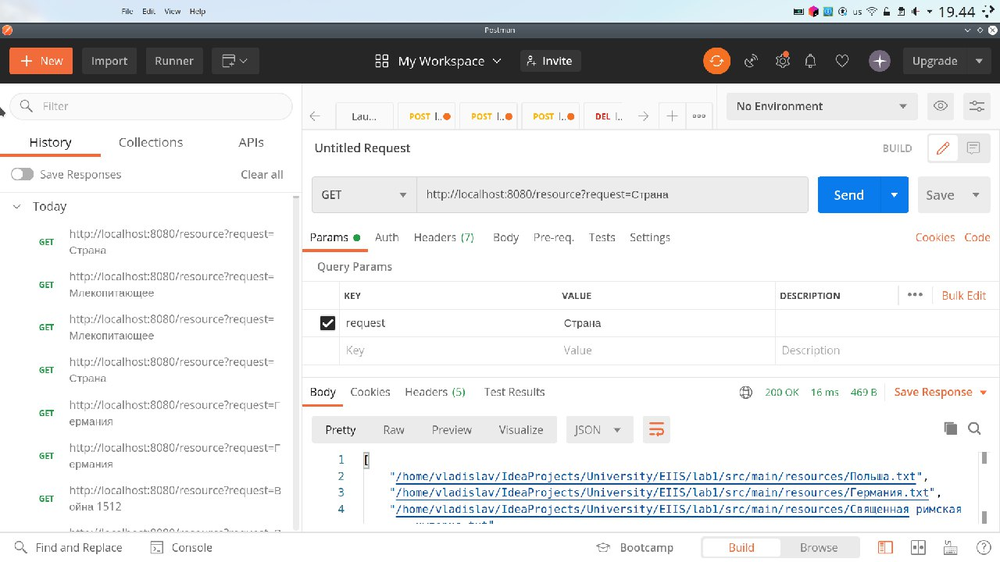 File Edit View Help
us 19.44
Postman
New Import Runner My Workspace Invite Upgrade
Filter
Lau... POST l.. POST l.. POST l.. DEL l..
No Environment
History Collections APIs
Untitled Request BUILD
Save Responses Clear all
GET http://localhost:8080/resource?request=Страна Send Save
Today
GET http://localhost:8080/resource?request=
Страна
GET http://localhost:8080/resource?request=
Млекопитающее
GET http://localhost:8080/resource?request=
Млекопитающее
GET http://localhost:8080/resource?request=
Страна
GET http://localhost:8080/resource?request=Г
ермания
GET http://localhost:8080/resource?request=Г
ермания
GET http://localhost:8080/resource?request=В
ойна 1512
Params Auth Headers (7) Body Pre-req. Tests Settings Cookies Code
Query Params
KEY VALUE DESCRIPTION Bulk Edit
request Страна
Key Value Description
Body Cookies Headers (5) Test Results 200 OK 16 ms 469 B Save Response
Pretty Raw Preview Visualize JSON
1 [
2 "/home/vladislav/IdeaProjects/University/EIIS/lab1/src/main/resources/Польша.txt",
3 "/home/vladislav/IdeaProjects/University/EIIS/lab1/src/main/resources/Германия.txt",
4 "/home/vladislav/IdeaProjects/University/EIIS/lab1/src/main/resources/Священная римская
Find and Replace Console Bootcamp Build Browse